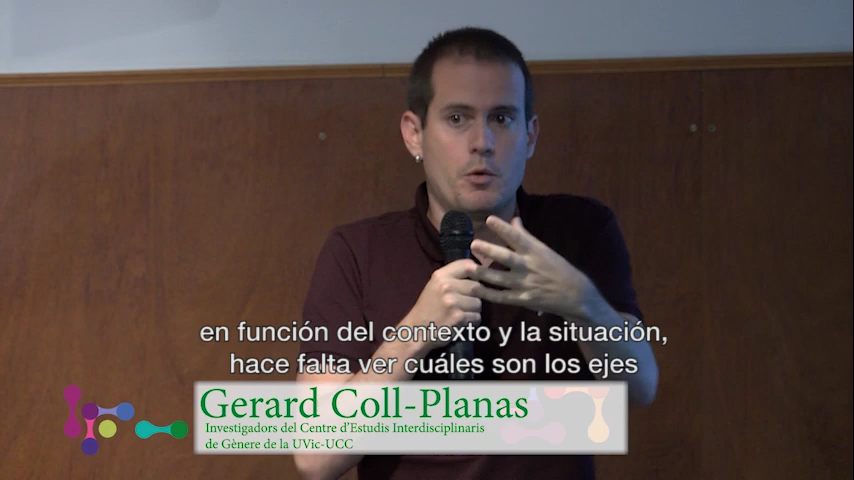 en función del contexto y la situación,
hace falta ver cuáles son los ejes
Gerard Coll-Planas
Investigadors del Centre d'Estudis Interdisciplinaris
de Gènere de la UVic-UCC